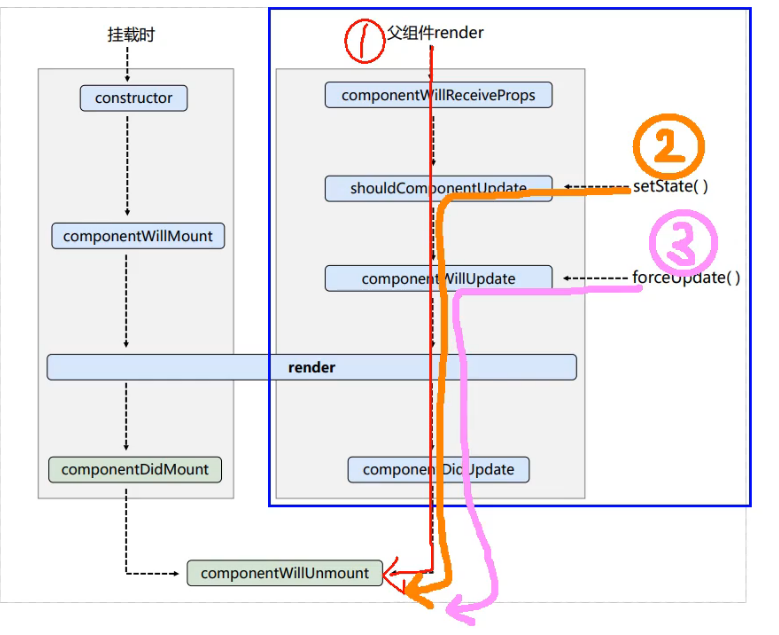 挂载时
父组件render
①
constructor
componentWillReceiveProps
②
shouldComponentUpdate
setState( )
componentWillMount
③
componentWillUpdate
forceUpdate( )
render
componentDidMount
componentDidUpdate
componentWillUnmount